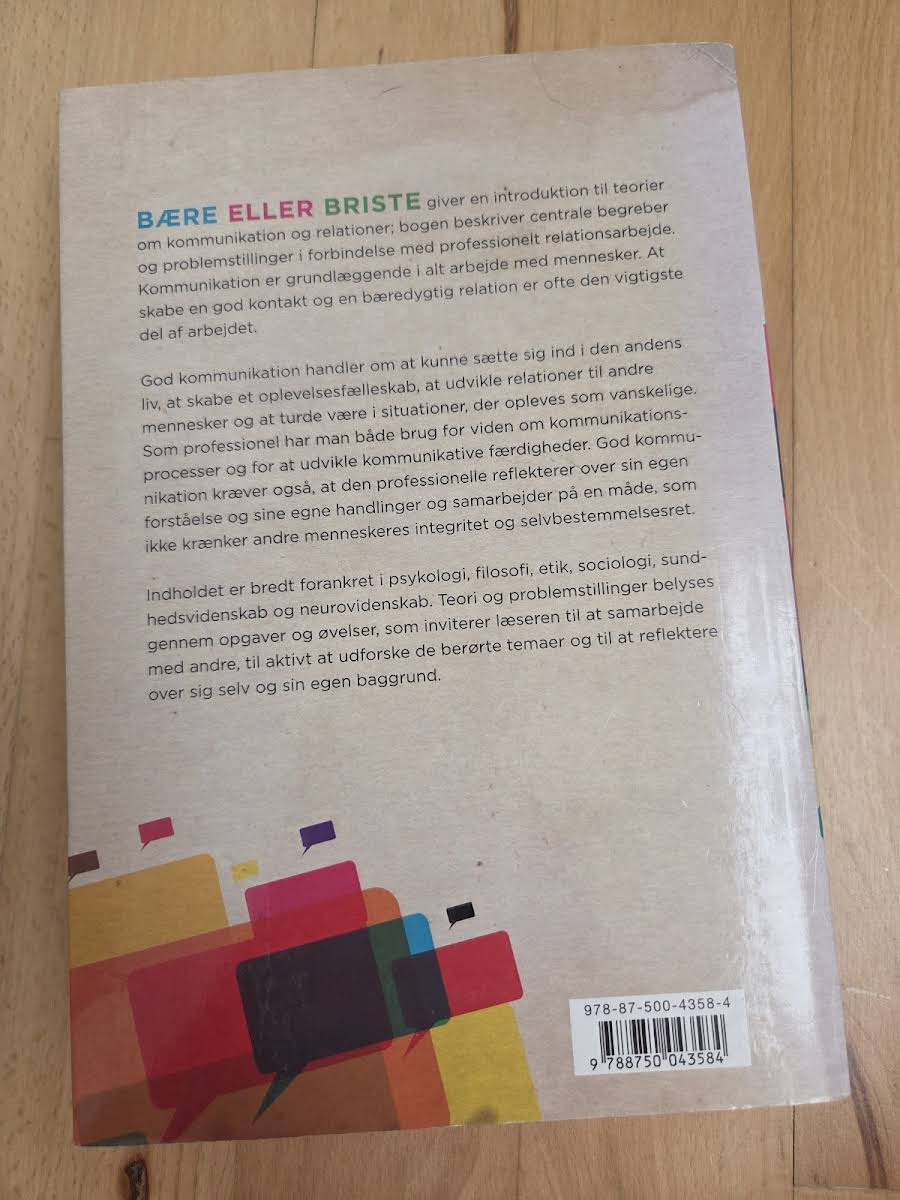 BÆRE ELLER BRISTE giver en introduktion til teorier
om kommunikation og relationer; bogen beskriver centrale begreber
og problemstillinger i forbindelse med professionelt relationsarbejde.
Kommunikation er grundlæggende i alt arbejde med mennesker. At
skabe en god kontakt og en bæredygtig relation er ofte den vigtigste
del af arbejdet.
God kommunikation handler om at kunne sætte sig ind i den andens
liv, at skabe et oplevelsesfælleskab, at udvikle relationer til andre
mennesker og at turde være i situationer, der opleves som vanskelige.
Som professionel har man både brug for viden om kommunikations-
processer og for at udvikle kommunikative færdigheder. God kommu-
nikation kræver også, at den professionelle reflekterer over sin egen
forståelse og sine egne handlinger og samarbejder på en måde, som
ikke krænker andre menneskeres integritet og selvbestemmelsesret.
Indholdet er bredt forankret i psykologi, filosofi, etik, sociologi, sund-
hedsvidenskab og neurovidenskab. Teori og problemstillinger belyses
gennem opgaver og øvelser, som inviterer læseren til at samarbejde
med andre, til aktivt at udforske de berørte temaer og til at reflektere
over sig selv og sin egen baggrund.
978-87-500-4358-4
9 788750 043584